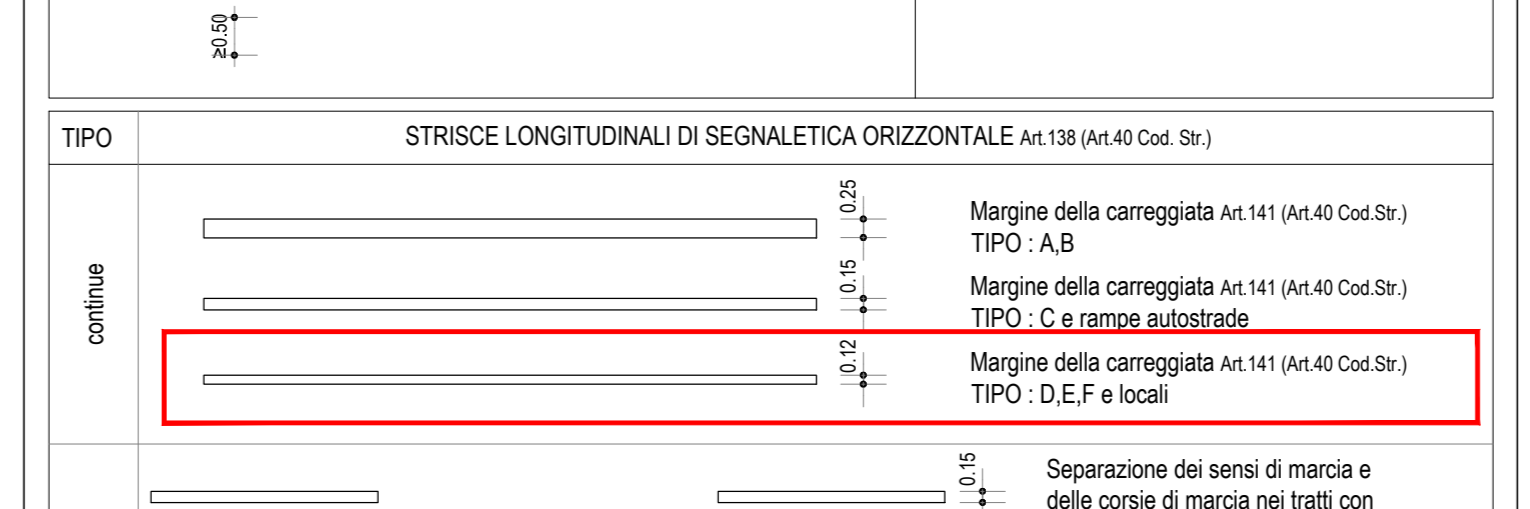 ≥0.50
TIPO
STRISCE LONGITUDINALI DI SEGNALETICA ORIZZONTALE Art.138 (Art.40 Cod. Str.)
continue
0.25
Margine della carreggiata Art.141 (Art.40 Cod.Str.)
TIPO : A,B
0.15
Margine della carreggiata Art.141 (Art.40 Cod.Str.)
TIPO : C e rampe autostrade
0.12
Margine della carreggiata Art.141 (Art.40 Cod.Str.)
TIPO : D,E,F e locali
0.15
Separazione dei sensi di marcia e
delle corsie di marcia nei tratti con